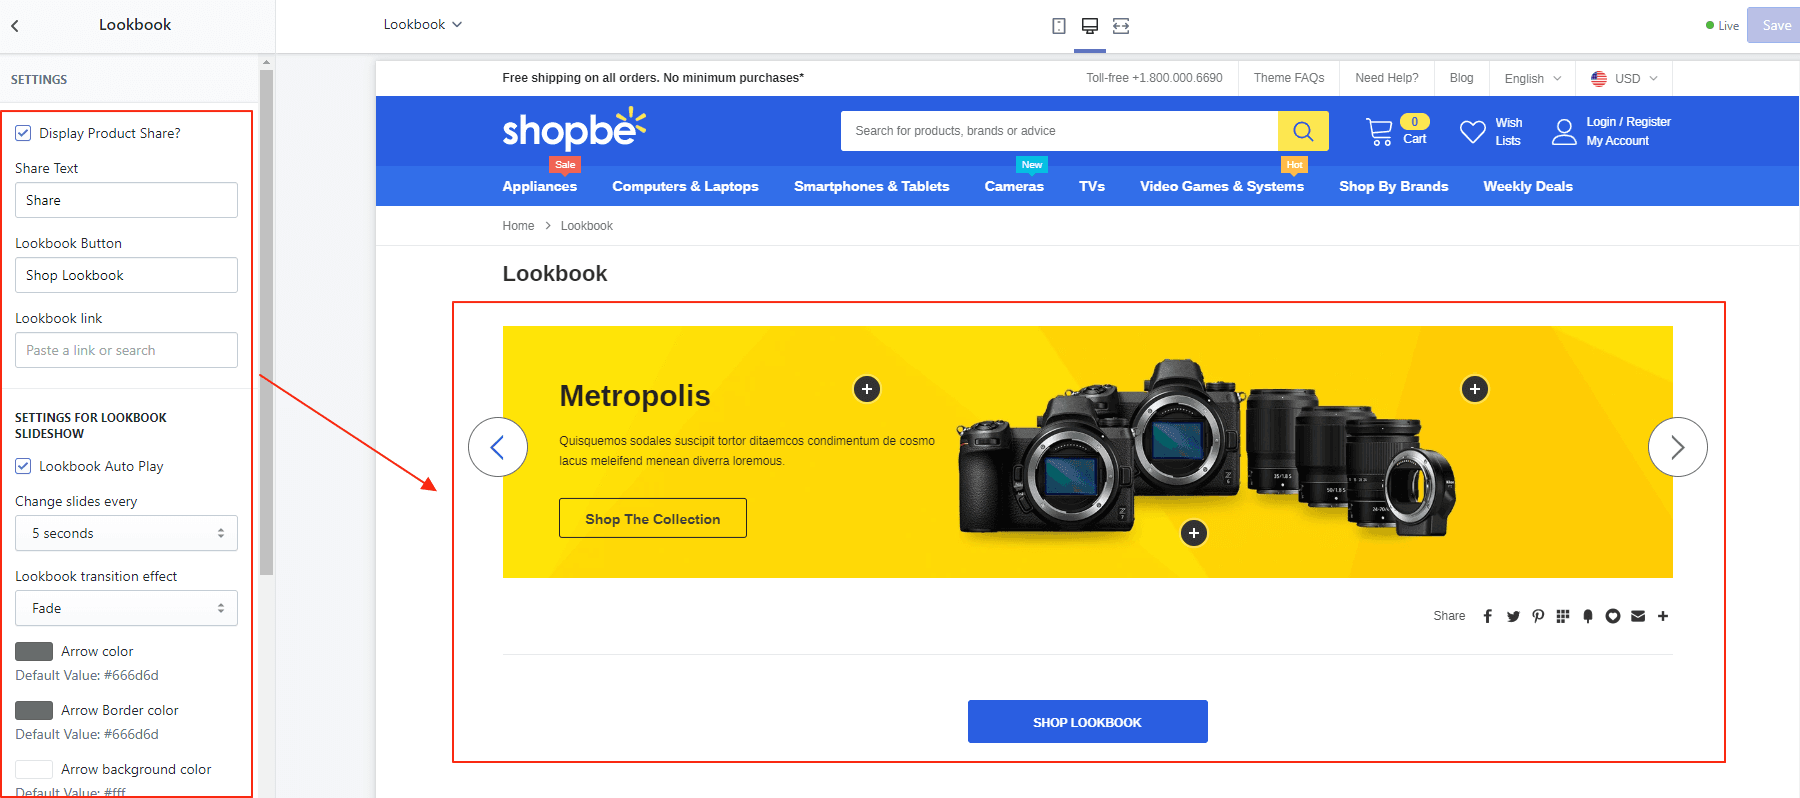 Lookbook
Lookbook
Live
Save
SETTINGS
Display Product Share?
Share Text
Share
Lookbook Button
Shop Lookbook
Lookbook link
Paste a link or search
SETTINGS FOR LOOKBOOK
SLIDESHOW
Lookbook Auto Play
Change slides every
5 seconds
Lookbook transition effect
Fade
Arrow color
Default Value: #666d6d
Arrow Border color
Default Value: #666d6d
Arrow background color
Default Value: #fff
Free shipping on all orders. No minimum purchases*
Toll-free +1.800.000.6690
Theme FAQs
Need Help?
Blog
English
USD
shopbe
Search for products, brands or advice
0
Cart
Wish
Lists
Login / Register
My Account
Sale
New
Hot
Appliances
Computers & Laptops
Smartphones & Tablets
Cameras
TVs
Video Games & Systems
Shop By Brands
Weekly Deals
Home > Lookbook
Lookbook
Metropolis
Quisquemos sodales suscipit tortor ditaemcos condimentum de cosmo
lacus meleifend menean diverra loremous.
Shop The Collection
Share
SHOP LOOKBOOK